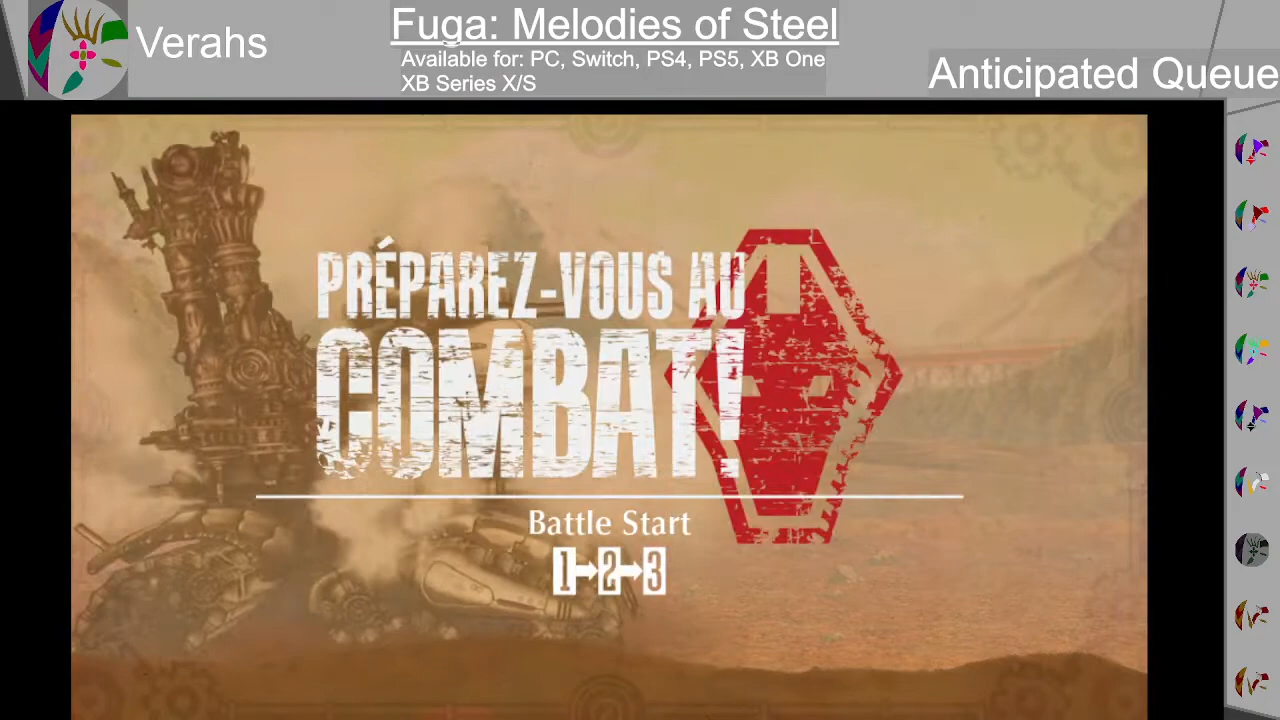 Verahs
Fuga: Melodies of Steel
Available for: PC, Switch, PS4, PS5, XB One
XB Series X/S
Anticipated Queue
PRÉPAREZ-VOUS AU
COMBAT!
Battle Start
1→2→3